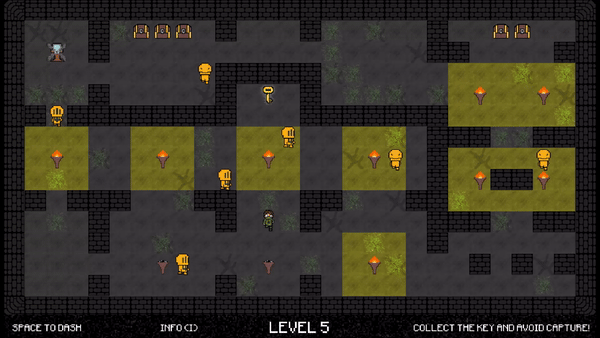 SPACE TO DASH
INFO (I)
LEVEL 5
COLLECT THE KEY AND AVOID CAPTURE!